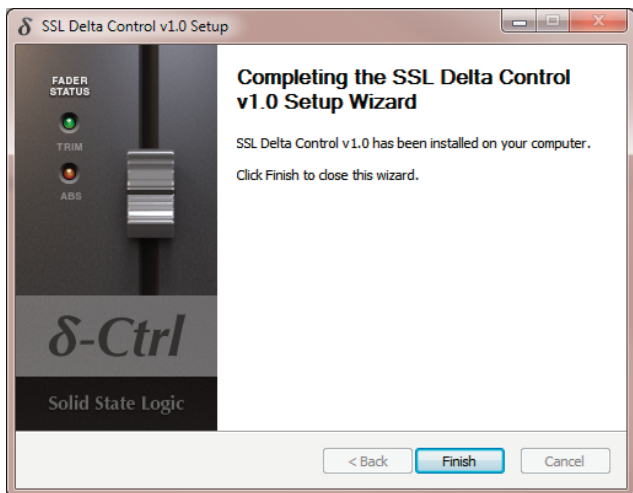 δ SSL Delta Control v1.0 Setup
FADER
STATUS
TRIM
ABS
δ-Ctrl
Solid State Logic
Completing the SSL Delta Control
v1.0 Setup Wizard
SSL Delta Control v1.0 has been installed on your computer.
Click Finish to close this wizard.
< Back Finish Cancel